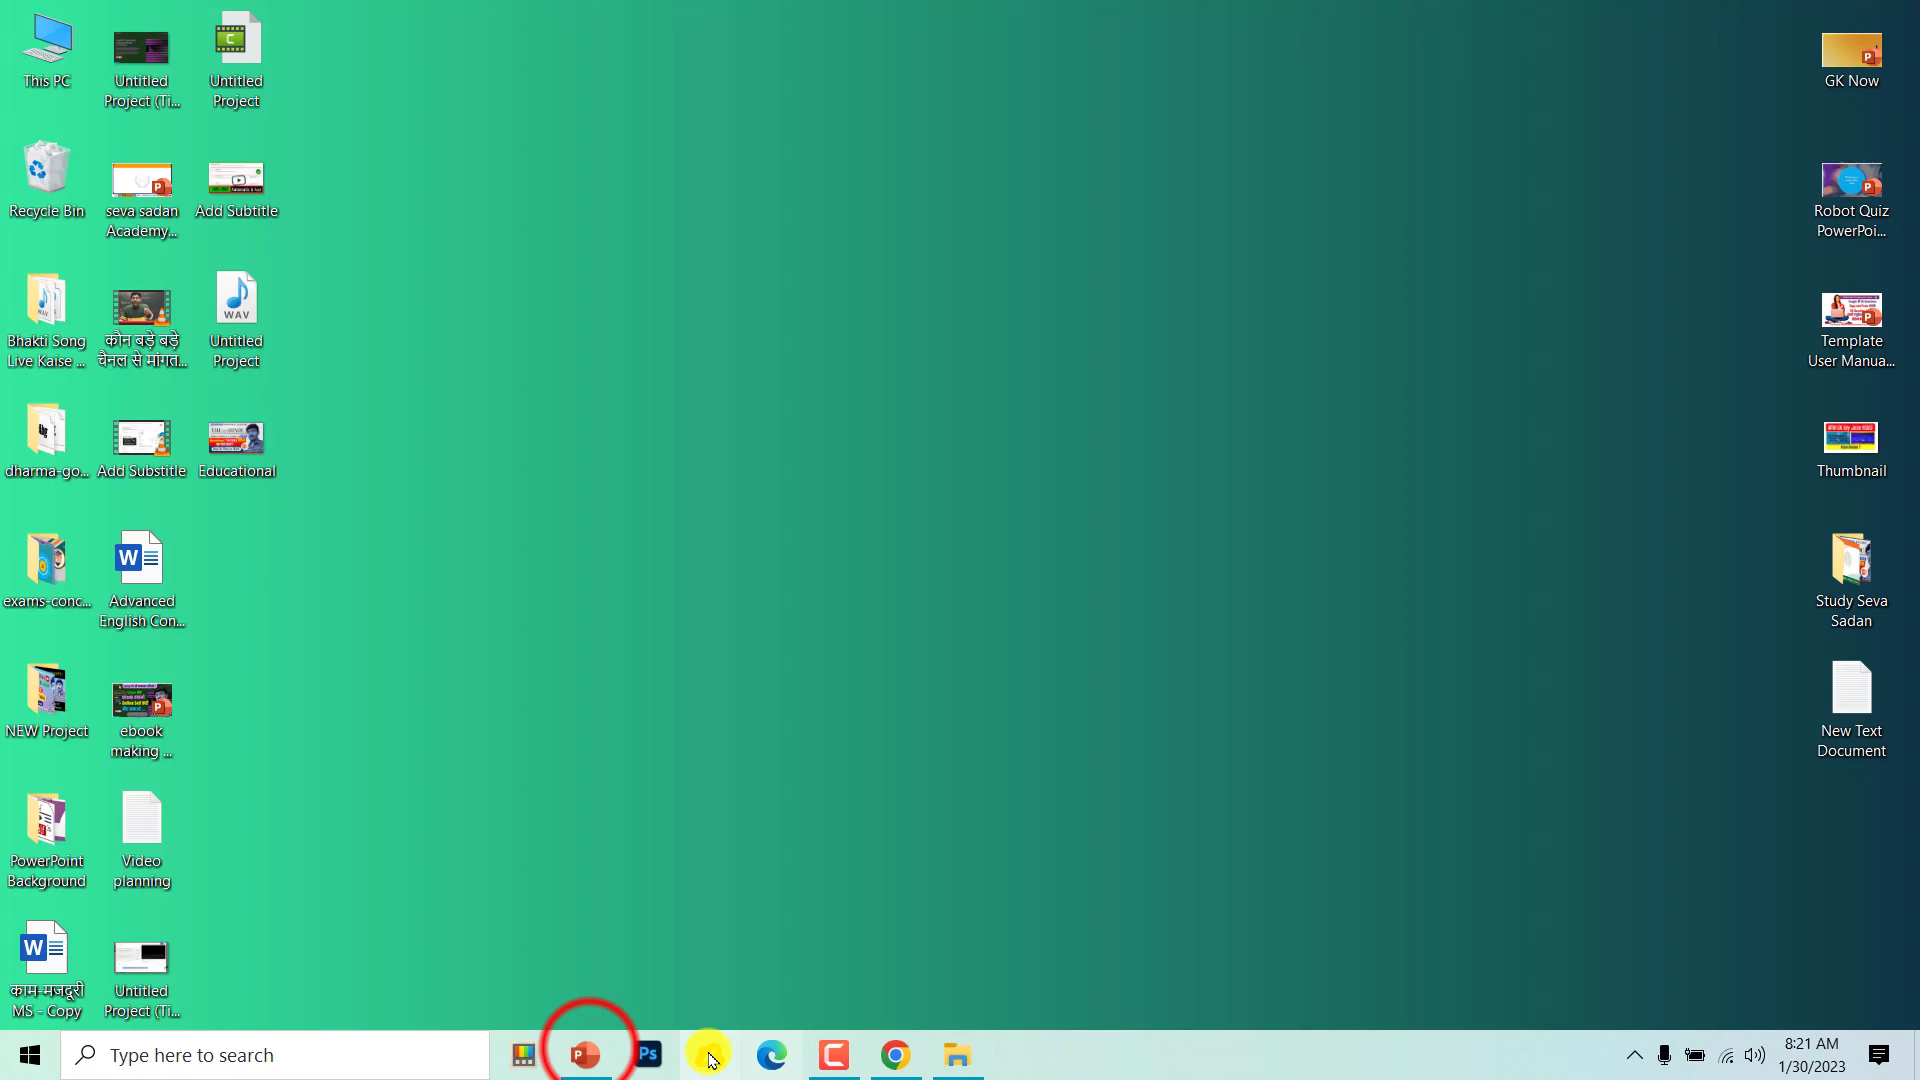 This PC
Untitled
Project (Ti...
Untitled
Project
GK Now
Recycle Bin
seva sadan
Academy...
Add Subtitle
Robot Quiz
PowerPoi...
WAV
WAV
Bhakti Song
Live Kaise ...
कौन बड़े बड़े
चैनल से मांगत...
Untitled
Project
Template
User Manua...
dharma-go...
Add Substitle
Educational
Thumbnail
exams-conc...
Advanced
English Con...
Study Seva
Sadan
NEW Project
ebook
making ...
New Text
Document
PowerPoint
Background
Video
planning
काम-मजदूरी
MS - Copy
Untitled
Project (Ti...
Type here to search
Ps
8:21 AM
1/30/2023